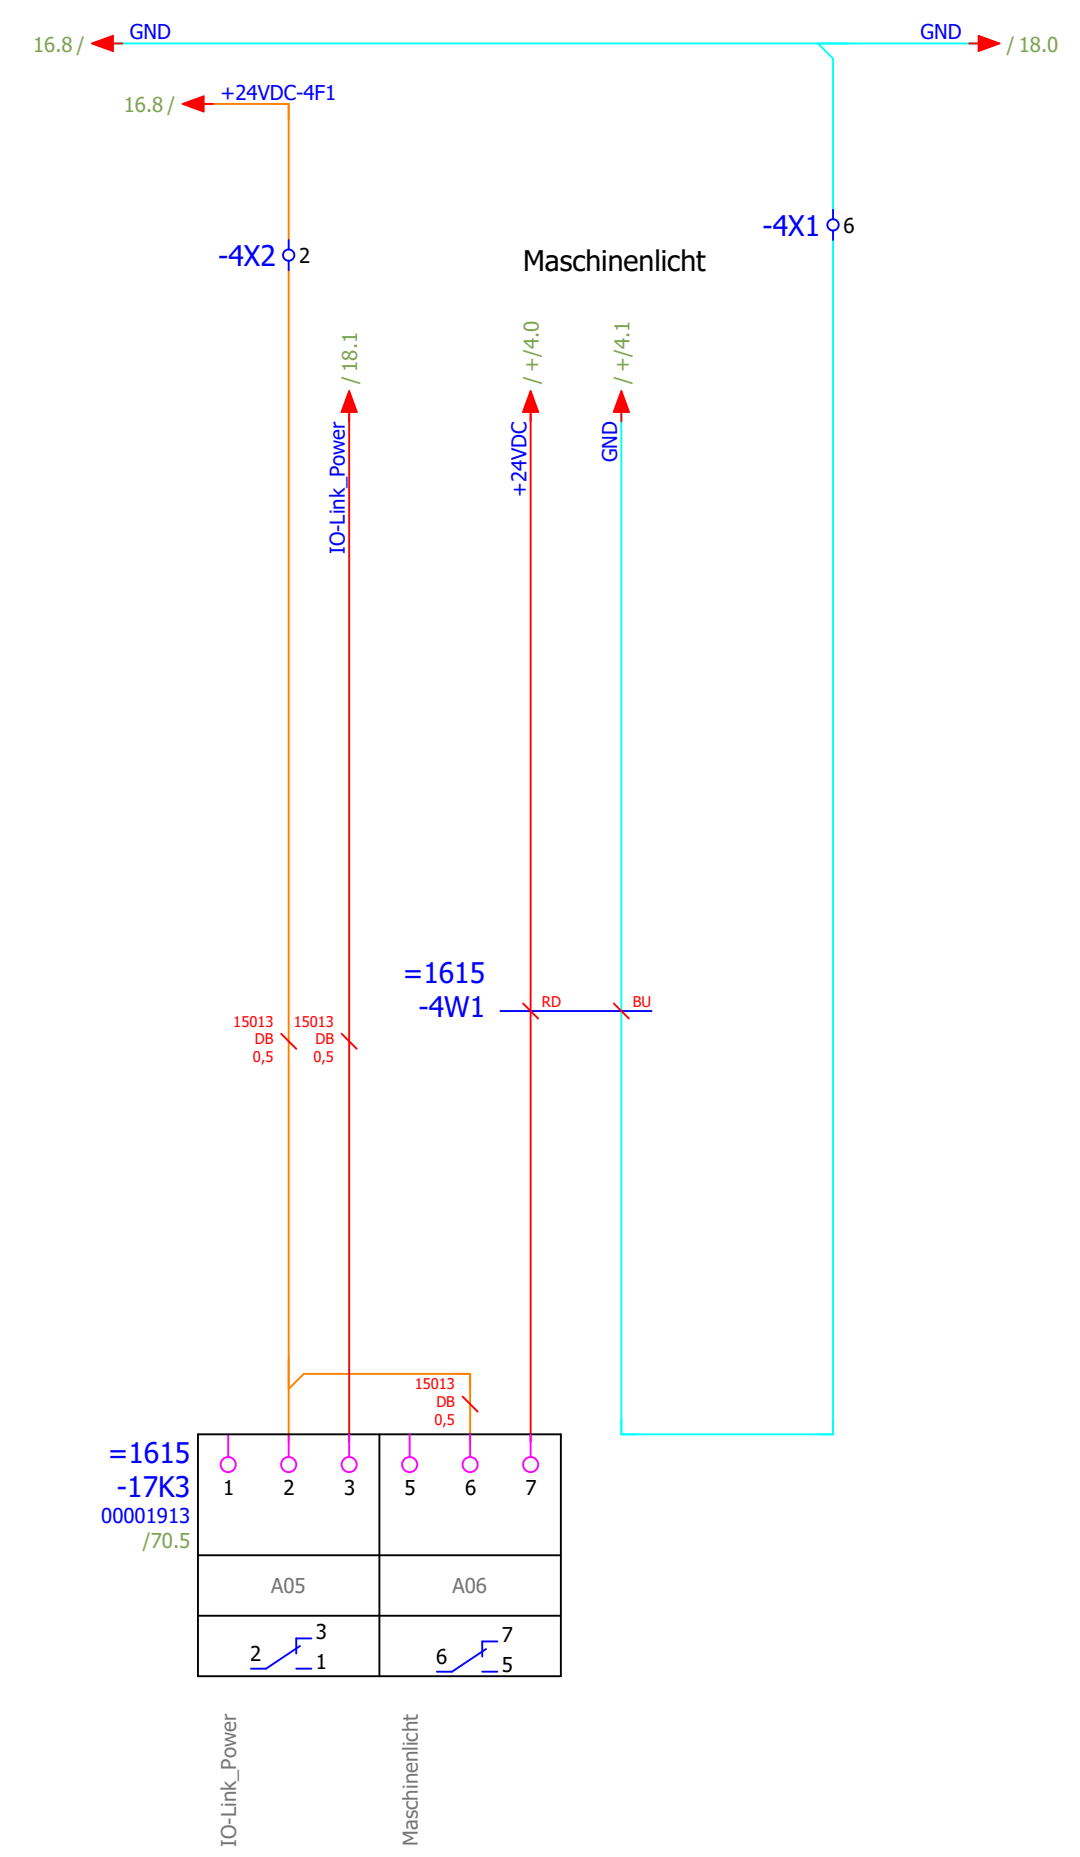 GND
GND
16.8 /
/ 18.0
+24VDC-4F1
16.8 /
-4X1
6
-4X2
2
Maschinenlicht
/ 18.1
/ +/4.0
/ +/4.1
IO-Link_Power
+24VDC
GND
=1615
-4W1
RD
BU
15013
DB
0,5
15013
DB
0,5
15013
DB
0,5
=1615
-17K3
00001913
/70.5
1
2
3
5
6
7
A05
A06
2
3
1
6
7
5
IO-Link_Power
Maschinenlicht